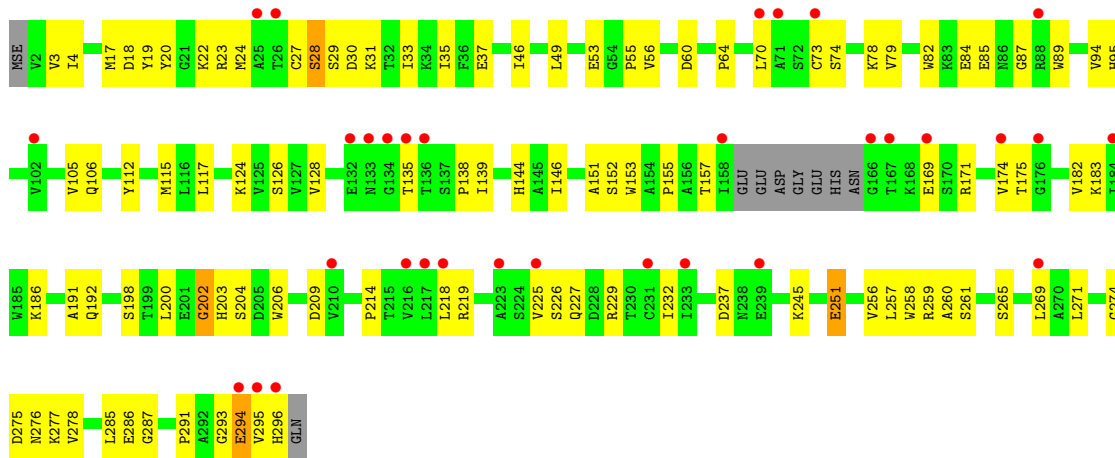 MSE V2 V3 I4 M17 D18 Y19 Y20 G21 K22 R23 M24 A25 T26 C27 S28 S29 D30 K31 T32 I33 K34 I35 F36 E37 I46 L49 E53 G54 P55 V56 D60 P64 L70 A71 S72 C73 S74 K78 V79 W82 K83 E84 E85 N86 G87 R88 W89 V94 H95
V102 V105 Q106 Y112 M115 L116 L117 K124 V125 S126 V127 V128 E132 N133 G134 T135 T136 S137 P138 I139 H144 A145 I146 A151 S152 W153 A154 P155 A156 T157 I158 GLU GLU ASP GLY GLU HIS ASN G166 T167 K168 E169 S170 R171 V174 T175 G176 V182 K183 I184
W185 K186 A191 Q192 S198 T199 L200 E201 G202 H203 S204 D205 W206 D209 V210 P214 T215 V216 L217 L218 R219 A223 S224 V225 S226 Q227 D228 R229 T230 C231 I232 I233 D237 N238 E239 K245 E251 V256 L257 W258 R259 A260 S261 S265 L269 A270 L271 G274
D275 N276 K277 V278 L285 E286 G287 P291 A292 G293 E294 V295 H296 GLN